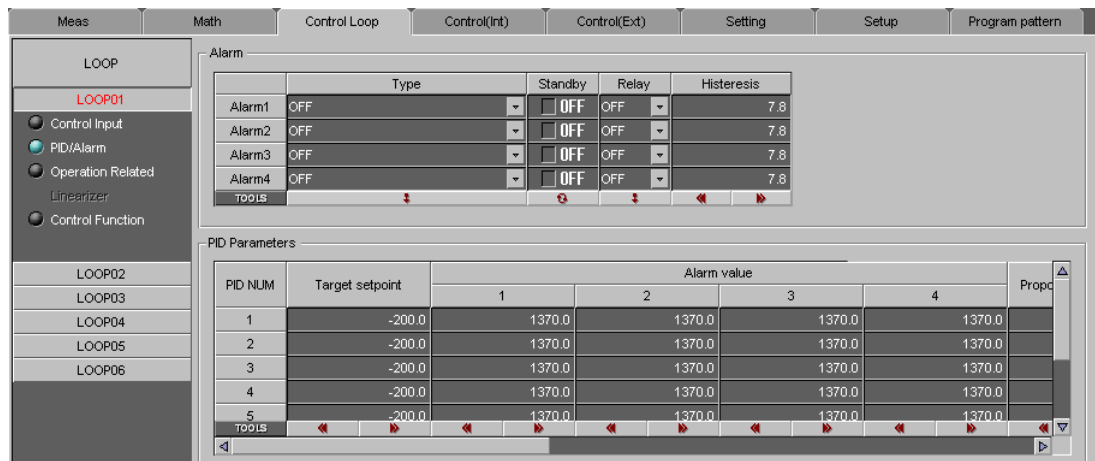 Meas Math Control Loop Control(Int) Control(Ext) Setting Setup Program pattern
LOOP
LOOP01
Control Input
PID/Alarm
Operation Related
Linearizer
Control Function
LOOP02
LOOP03
LOOP04
LOOP05
LOOP06
Alarm
Type Standby Relay Histeresis
Alarm1 OFF OFF OFF 7.8
Alarm2 OFF OFF OFF 7.8
Alarm3 OFF OFF OFF 7.8
Alarm4 OFF OFF OFF 7.8
TOOLS
PID Parameters
PID NUM Target setpoint Alarm value Propo
1 2 3 4
1 -200.0 1370.0 1370.0 1370.0 1370.0
2 -200.0 1370.0 1370.0 1370.0 1370.0
3 -200.0 1370.0 1370.0 1370.0 1370.0
4 -200.0 1370.0 1370.0 1370.0 1370.0
5 -200.0 1370.0 1370.0 1370.0 1370.0
TOOLS